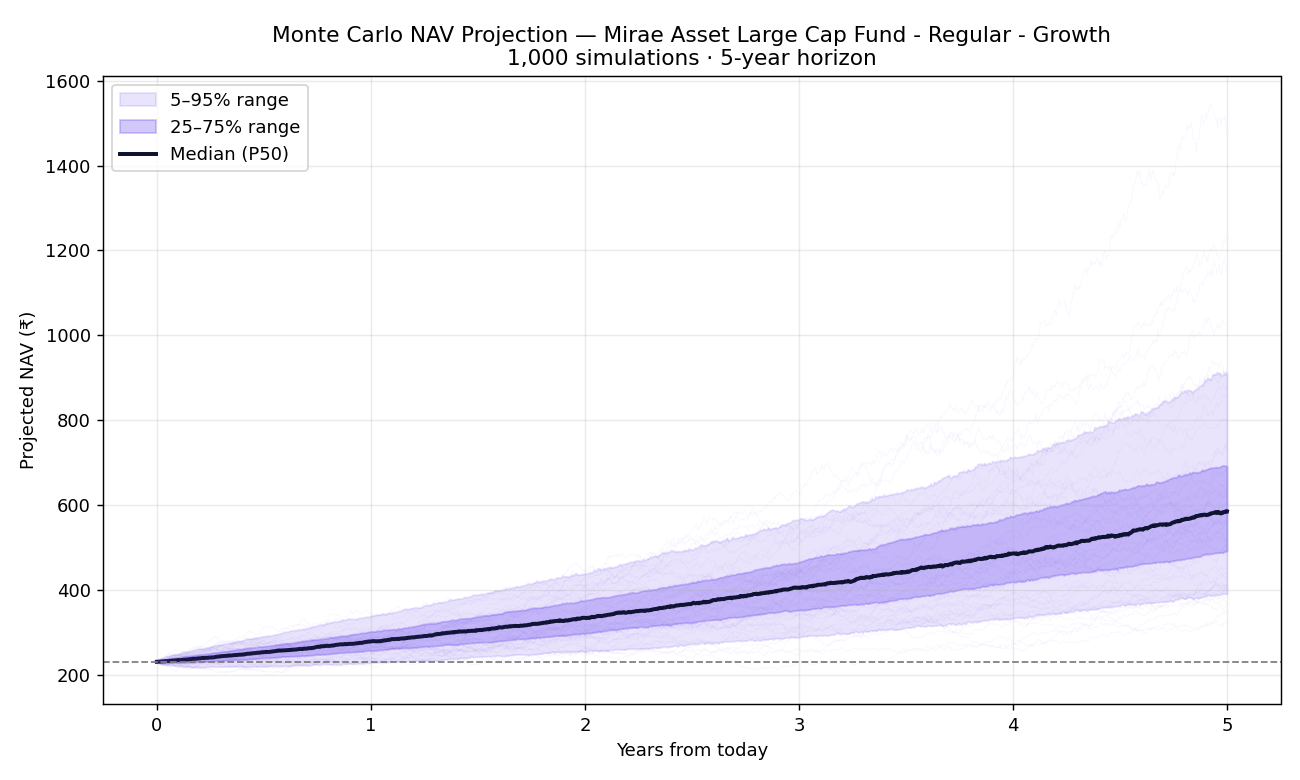 Monte Carlo NAV Projection — Mirae Asset Large Cap Fund - Regular - Growth
1,000 simulations · 5-year horizon
5–95% range
25–75% range
Median (P50)
Projected NAV (₹)
1600
1400
1200
1000
800
600
400
200
0
1
2
3
4
5
Years from today